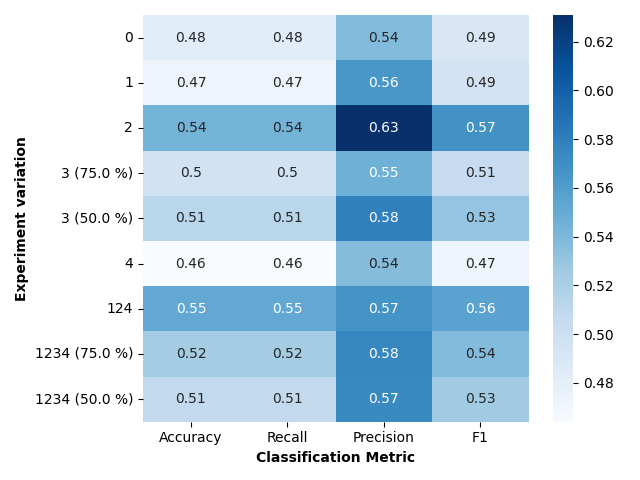 0 0.48 0.48 0.54 0.49
1 0.47 0.47 0.56 0.49
2 0.54 0.54 0.63 0.57
3 (75.0 %) 0.5 0.5 0.55 0.51
3 (50.0 %) 0.51 0.51 0.58 0.53
4 0.46 0.46 0.54 0.47
124 0.55 0.55 0.57 0.56
1234 (75.0 %) 0.52 0.52 0.58 0.54
1234 (50.0 %) 0.51 0.51 0.57 0.53
Accuracy Recall Precision F1
Classification Metric
Experiment variation
0.62
0.60
0.58
0.56
0.54
0.52
0.50
0.48